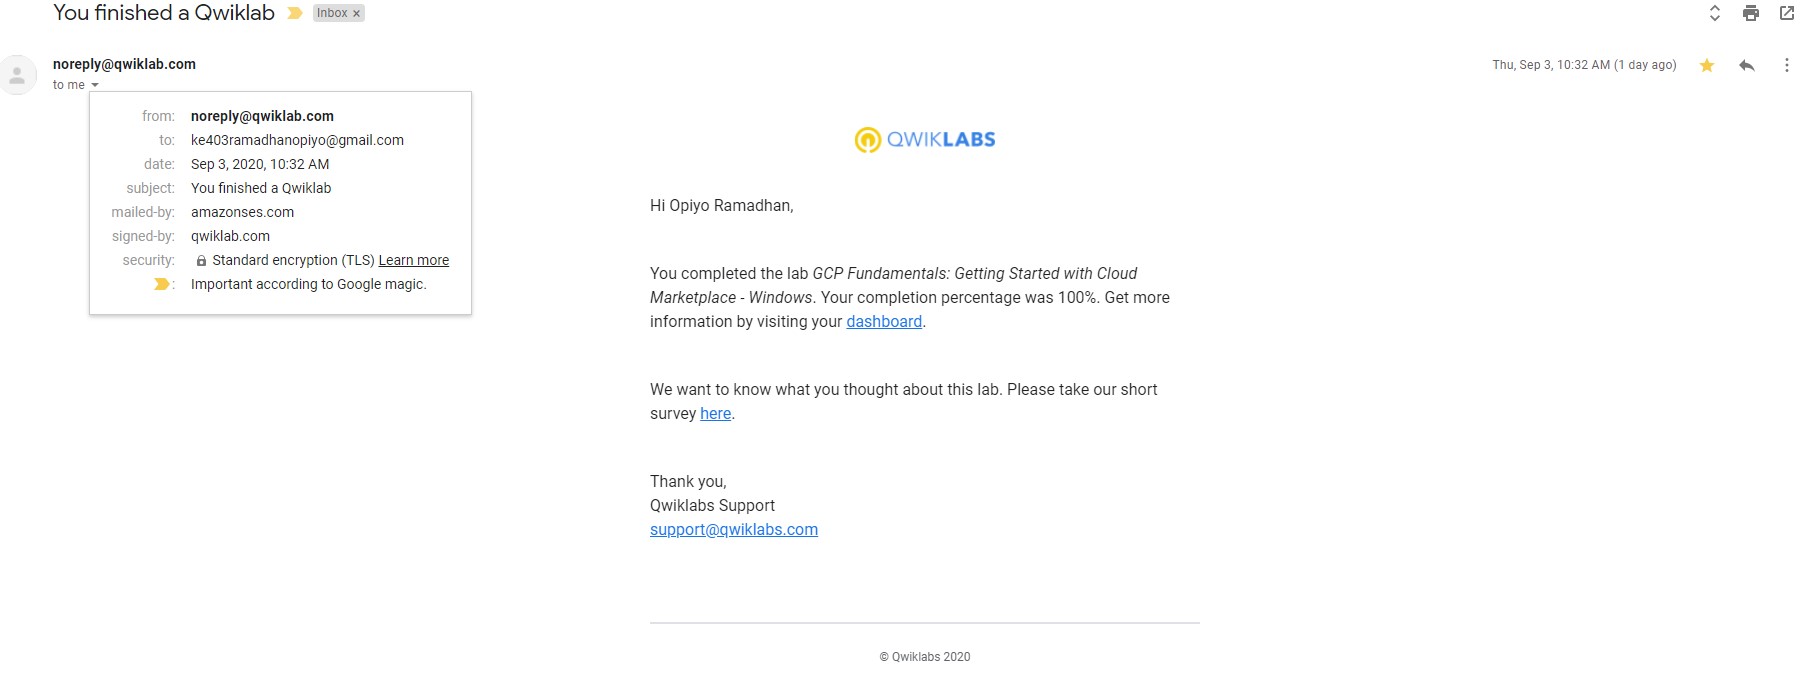 You finished a Qwiklab
Inbox x
noreply@qwiklab.com
Thu, Sep 3, 10:32 AM (1 day ago)
to me
from: noreply@qwiklab.com
to: ke403ramadhanopiyo@gmail.com
date: Sep 3, 2020, 10:32 AM
subject: You finished a Qwiklab
mailed-by: amazonses.com
signed-by: qwiklab.com
security: Standard encryption (TLS) Learn more
: Important according to Google magic.
QWIKLABS
Hi Opiyo Ramadhan,
You completed the lab GCP Fundamentals: Getting Started with Cloud
Marketplace - Windows. Your completion percentage was 100%. Get more
information by visiting your dashboard.
We want to know what you thought about this lab. Please take our short
survey here.
Thank you,
Qwiklabs Support
support@qwiklabs.com
© Qwiklabs 2020